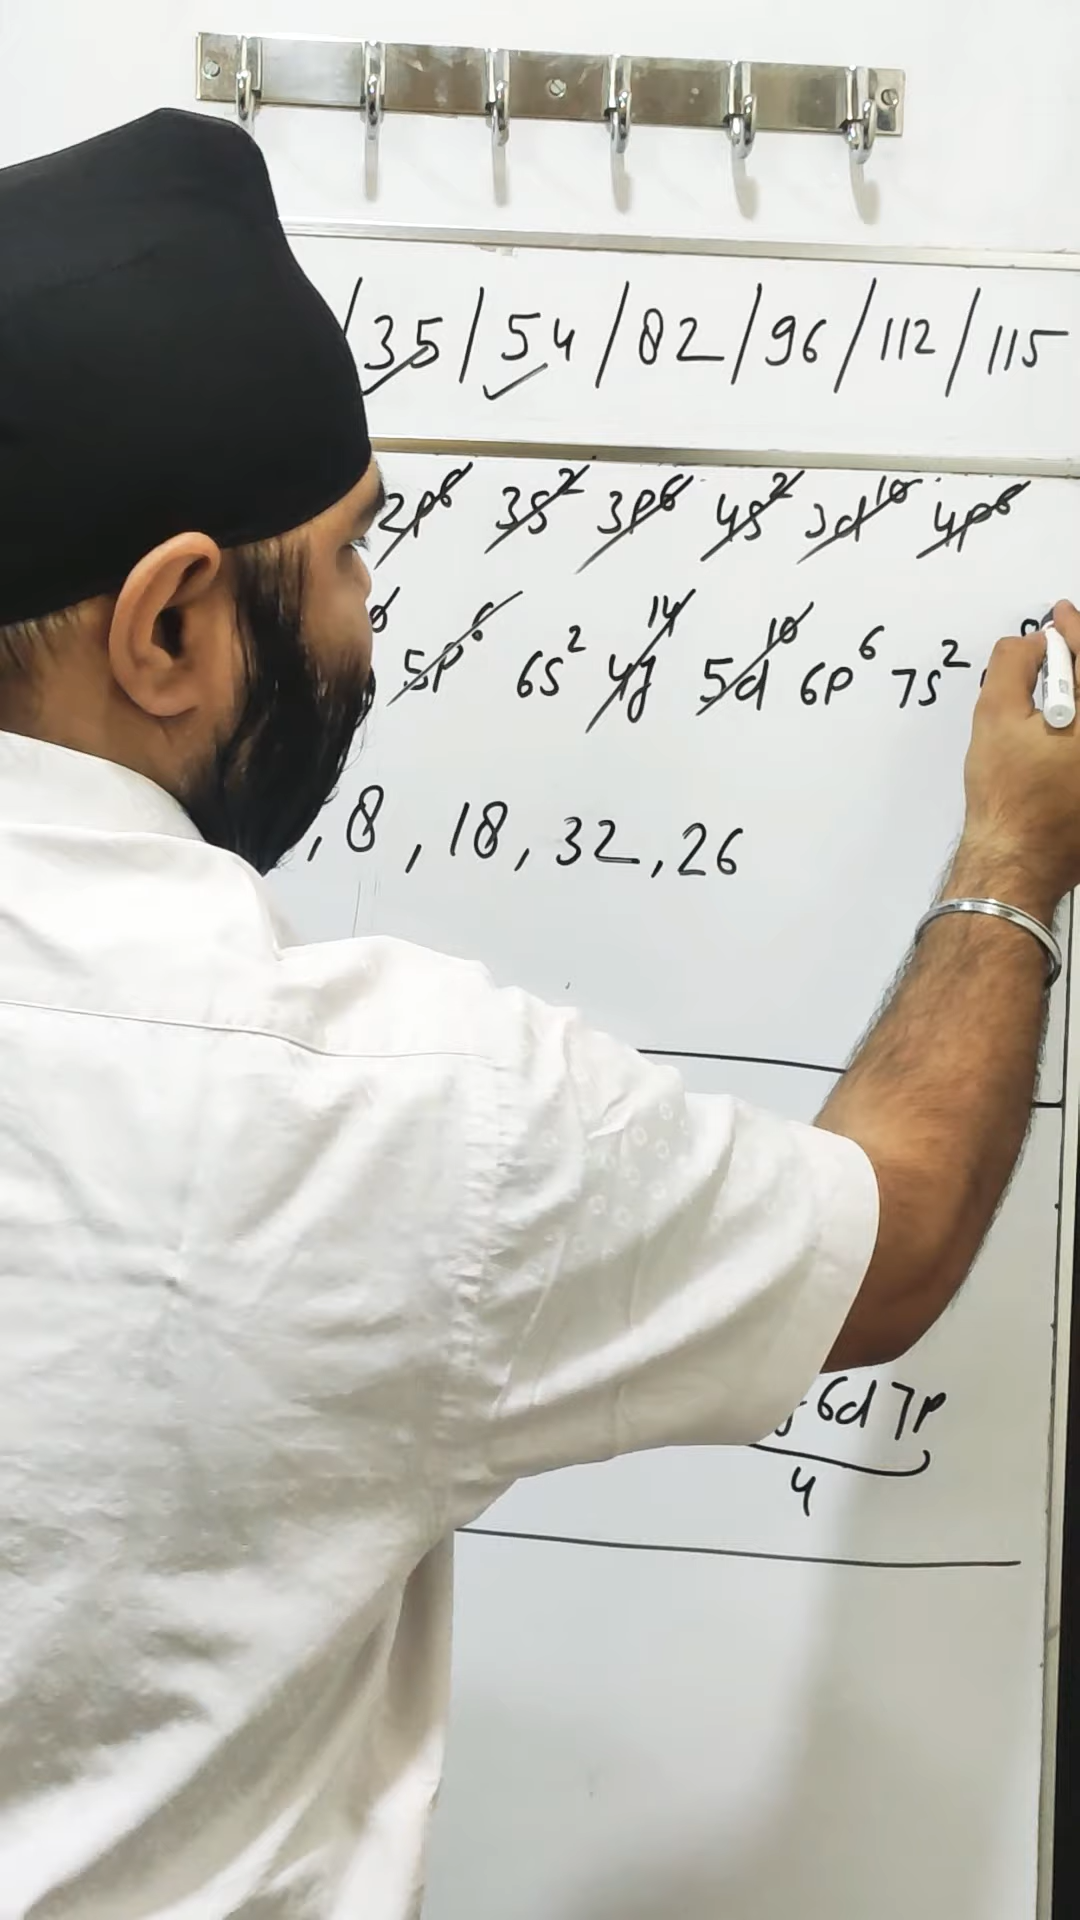 / 35 / 54 / 82 / 96 / 112 / 115
2p⁶ 3s² 3p⁶ 4s² 3d¹⁰ 4p⁶
5p⁶ 6s² 4f¹⁴ 5d¹⁰ 6p⁶ 7s²
, 8 , 18 , 32 , 26
6d 7p
4